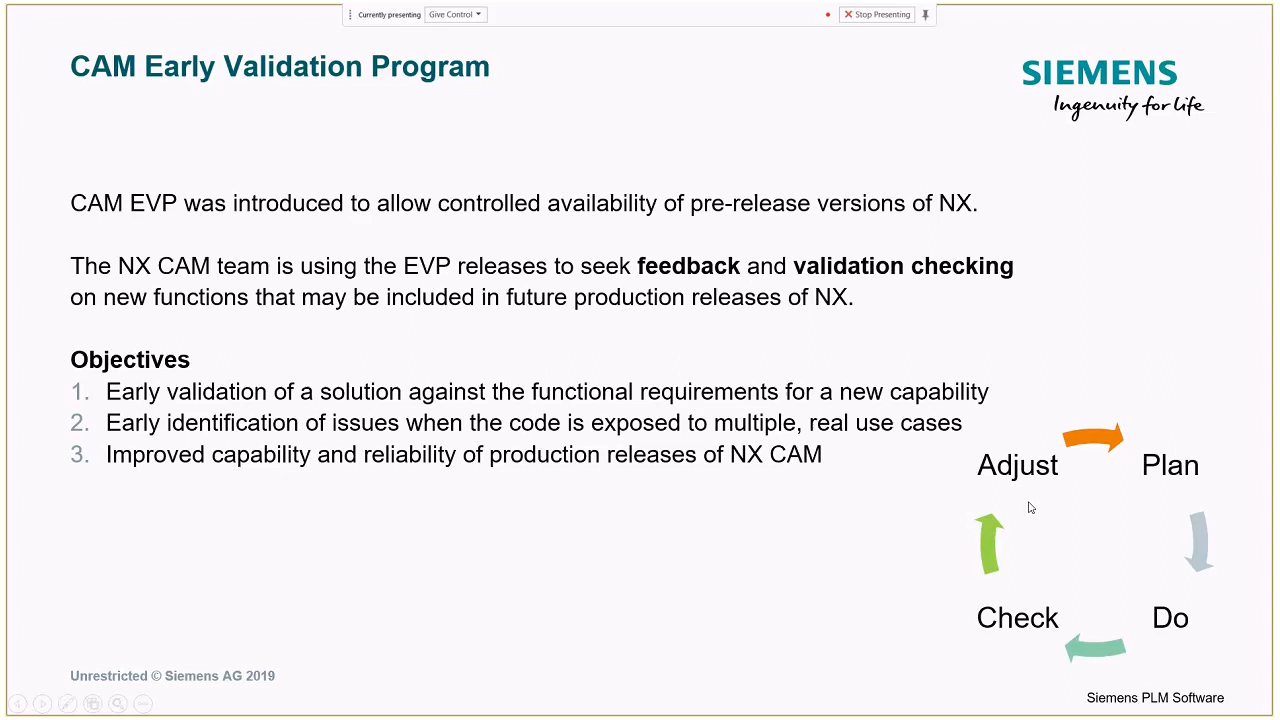 Currently presenting Give Control Stop Presenting
CAM Early Validation Program
SIEMENS
Ingenuity for life
CAM EVP was introduced to allow controlled availability of pre-release versions of NX.
The NX CAM team is using the EVP releases to seek feedback and validation checking
on new functions that may be included in future production releases of NX.
Objectives
1. Early validation of a solution against the functional requirements for a new capability
2. Early identification of issues when the code is exposed to multiple, real use cases
3. Improved capability and reliability of production releases of NX CAM
Adjust Plan
Check Do
Unrestricted © Siemens AG 2019
Siemens PLM Software